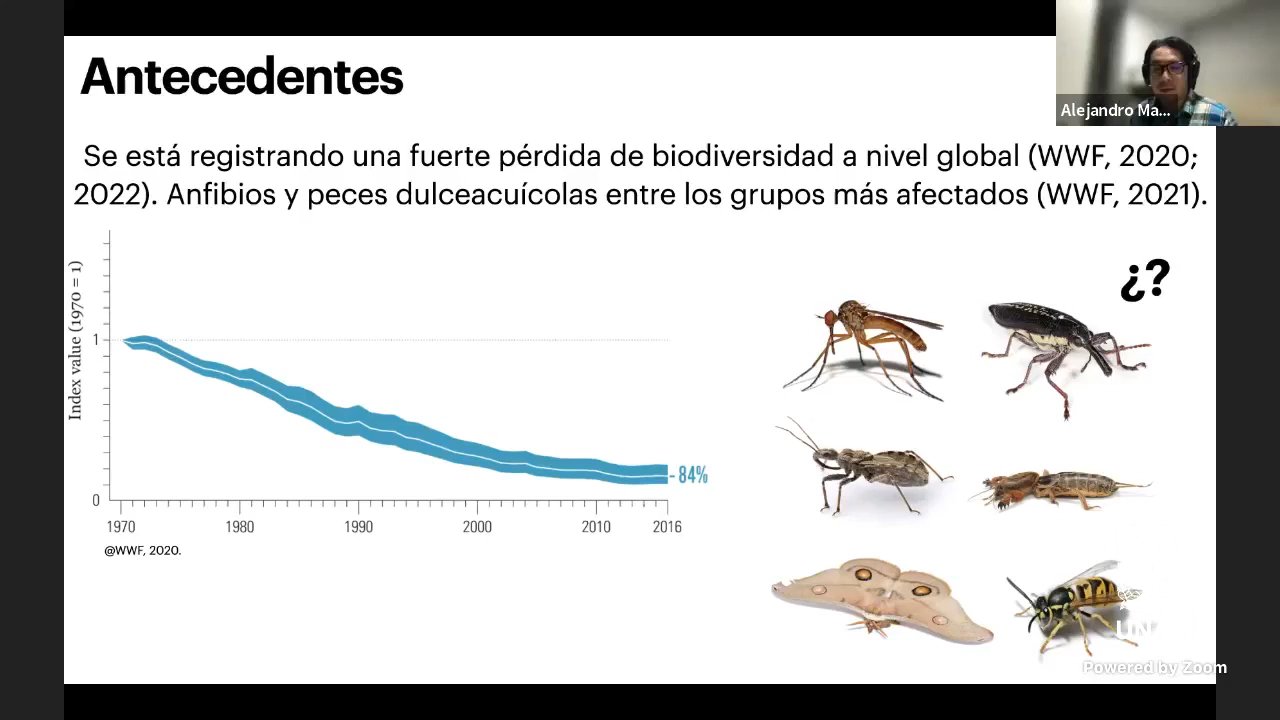 Antecedentes
Alejandro Ma...
Se está registrando una fuerte pérdida de biodiversidad a nivel global (WWF, 2020;
2022). Anfibios y peces dulceacuícolas entre los grupos más afectados (WWF, 2021).
¿?
Index value (1970 = 1)
1
0
- 84%
1970 1980 1990 2000 2010 2016
@WWF, 2020.
Powered by Zoom